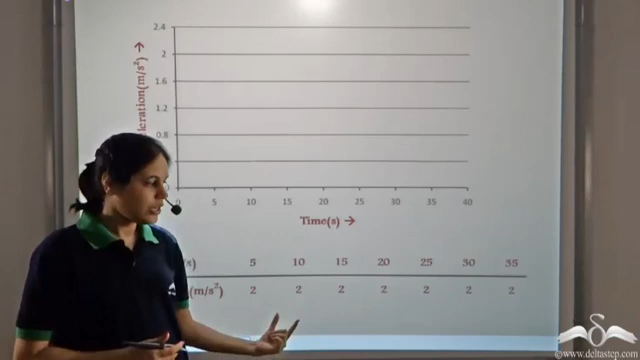 2.4
2
1.6
1.2
0.8
0
5 10 15 20 25 30 35 40
Time(s) →
(m/s²) →
5 10 15 20 25 30 35
(m/s²) 2 2 2 2 2 2 2
©www.deltastep.com